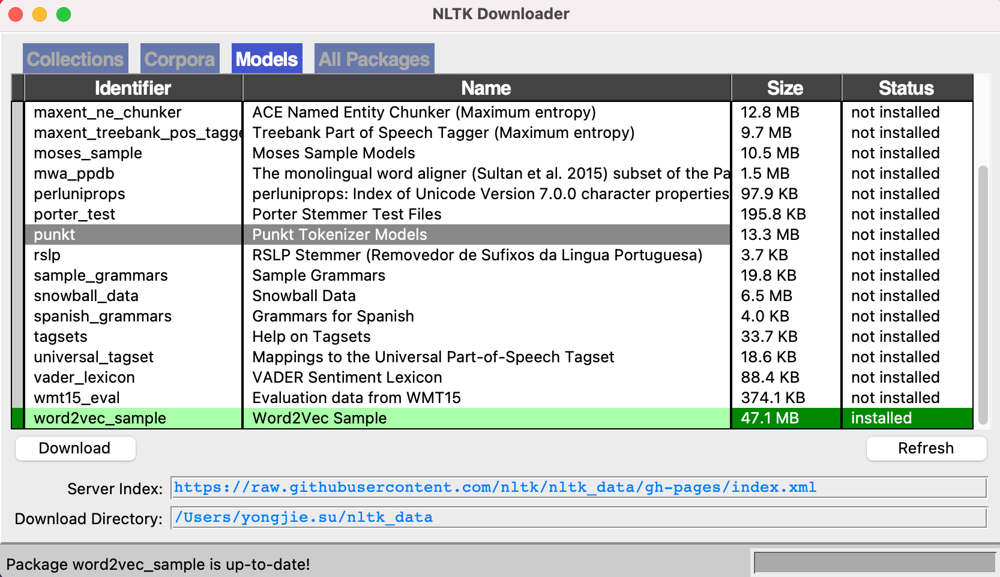 NLTK Downloader
Collections Corpora Models All Packages
Identifier Name Size Status
maxent_ne_chunker ACE Named Entity Chunker (Maximum entropy) 12.8 MB not installed
maxent_treebank_pos_tagge Treebank Part of Speech Tagger (Maximum entropy) 9.7 MB not installed
moses_sample Moses Sample Models 10.5 MB not installed
mwa_ppdb The monolingual word aligner (Sultan et al. 2015) subset of the Pa 1.5 MB not installed
perluniprops perluniprops: Index of Unicode Version 7.0.0 character properties 97.9 KB not installed
porter_test Porter Stemmer Test Files 195.8 KB not installed
punkt Punkt Tokenizer Models 13.3 MB not installed
rslp RSLP Stemmer (Removedor de Sufixos da Lingua Portuguesa) 3.7 KB not installed
sample_grammars Sample Grammars 19.8 KB not installed
snowball_data Snowball Data 6.5 MB not installed
spanish_grammars Grammars for Spanish 4.0 KB not installed
tagsets Help on Tagsets 33.7 KB not installed
universal_tagset Mappings to the Universal Part-of-Speech Tagset 18.6 KB not installed
vader_lexicon VADER Sentiment Lexicon 88.4 KB not installed
wmt15_eval Evaluation data from WMT15 374.1 KB not installed
word2vec_sample Word2Vec Sample 47.1 MB installed
Download Refresh
Server Index: https://raw.githubusercontent.com/nltk/nltk_data/gh-pages/index.xml
Download Directory: /Users/yongjie.su/nltk_data
Package word2vec_sample is up-to-date!